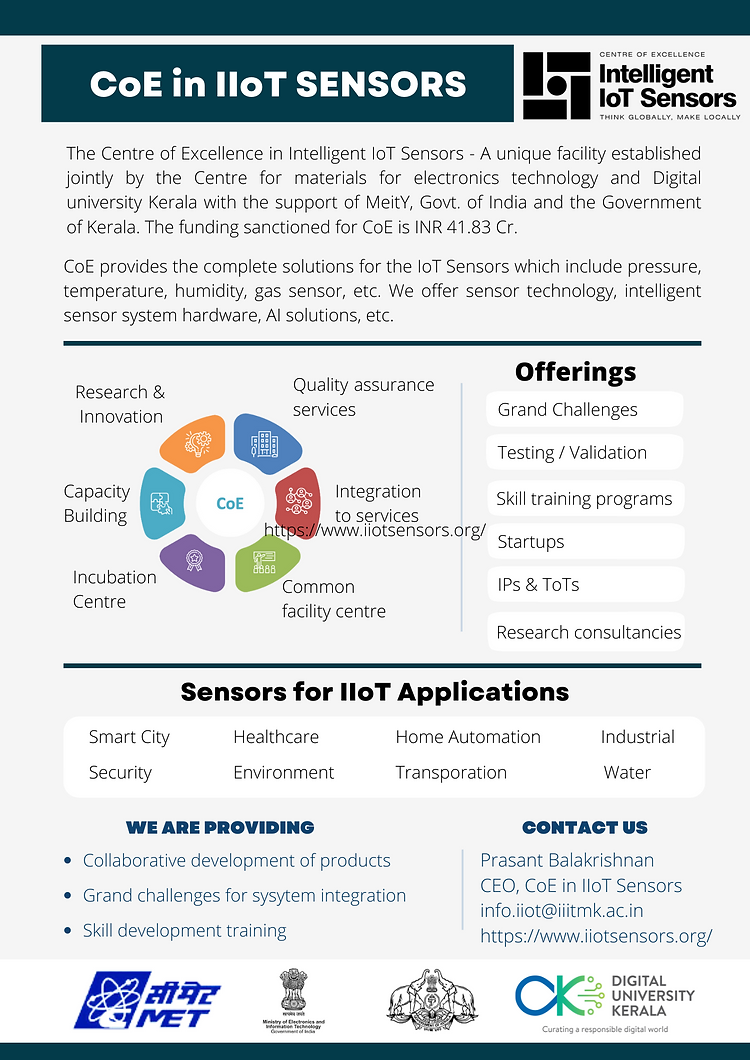 CoE in IIoT SENSORS
CENTRE OF EXCELLENCE
Intelligent
IoT Sensors
THINK GLOBALLY, MAKE LOCALLY
The Centre of Excellence in Intelligent IoT Sensors - A unique facility established
jointly by the Centre for materials for electronics technology and Digital
university Kerala with the support of MeitY, Govt. of India and the Government
of Kerala. The funding sanctioned for CoE is INR 41.83 Cr.
CoE provides the complete solutions for the IoT Sensors which include pressure,
temperature, humidity, gas sensor, etc. We offer sensor technology, intelligent
sensor system hardware, AI solutions, etc.
Research &
Innovation
Quality assurance
services
Capacity
Building
CoE
Integration
to services
https://www.iiotsensors.org/
Incubation
Centre
Common
facility centre
Offerings
Grand Challenges
Testing / Validation
Skill training programs
Startups
IPs & ToTs
Research consultancies
Sensors for IIoT Applications
Smart City Healthcare Home Automation Industrial
Security Environment Transporation Water
WE ARE PROVIDING
• Collaborative development of products
• Grand challenges for sysytem integration
• Skill development training
CONTACT US
Prasant Balakrishnan
CEO, CoE in IIoT Sensors
info.iiot@iiitmk.ac.in
https://www.iiotsensors.org/
सीमेट
MET
सत्यमेव जयते
Ministry of Electronics and
Information Technology
Government of India
DIGITAL
UNIVERSITY
KERALA
Curating a responsible digital world